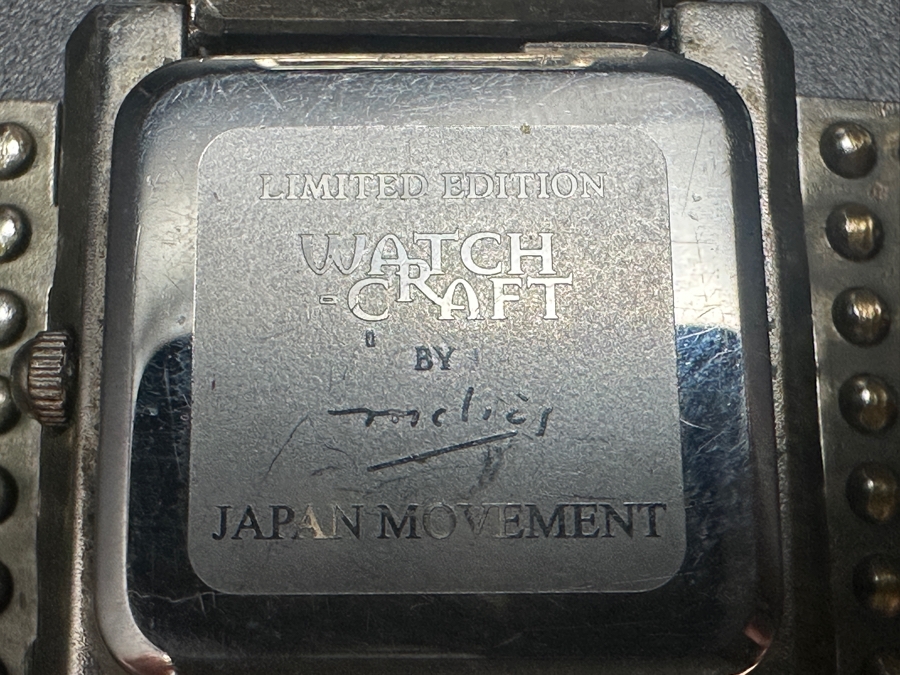 LIMITED EDITION
WATCH
-CRAFT
BY
JAPAN MOVEMENT